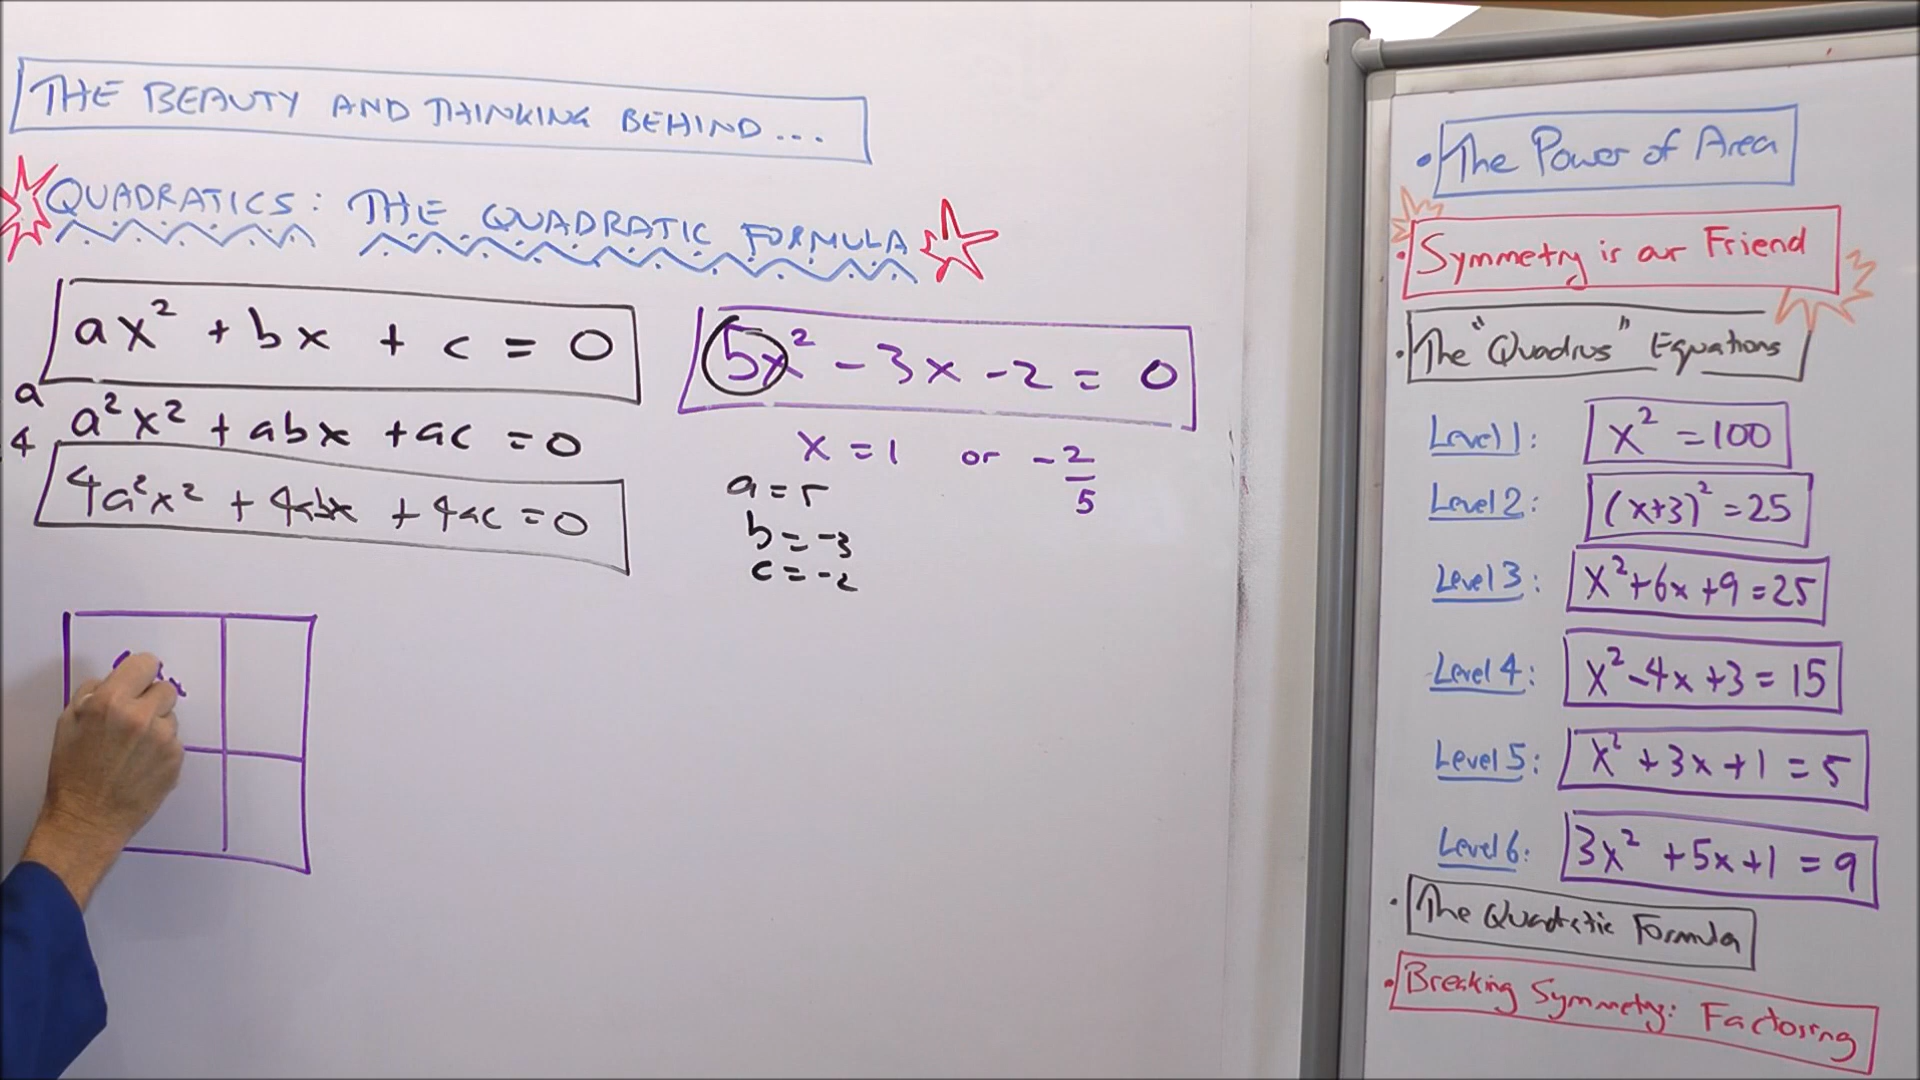 THE BEAUTY AND THINKING BEHIND...
QUADRATICS: THE QUADRATIC FORMULA
ax² + bx + c = 0
a
a²x² + abx + ac = 0
4
4a²x² + 4abx + 4ac = 0
5x² - 3x - 2 = 0
x = 1 or -2/5
a = 5
b = -3
c = -2
• The Power of Area
• Symmetry is our Friend
• The "Quadrus" Equations
Level 1: x² = 100
Level 2: (x+3)² = 25
Level 3: x² + 6x + 9 = 25
Level 4: x² - 4x + 3 = 15
Level 5: x² + 3x + 1 = 5
Level 6: 3x² + 5x + 1 = 9
• The Quadratic Formula
• Breaking Symmetry: Factoring